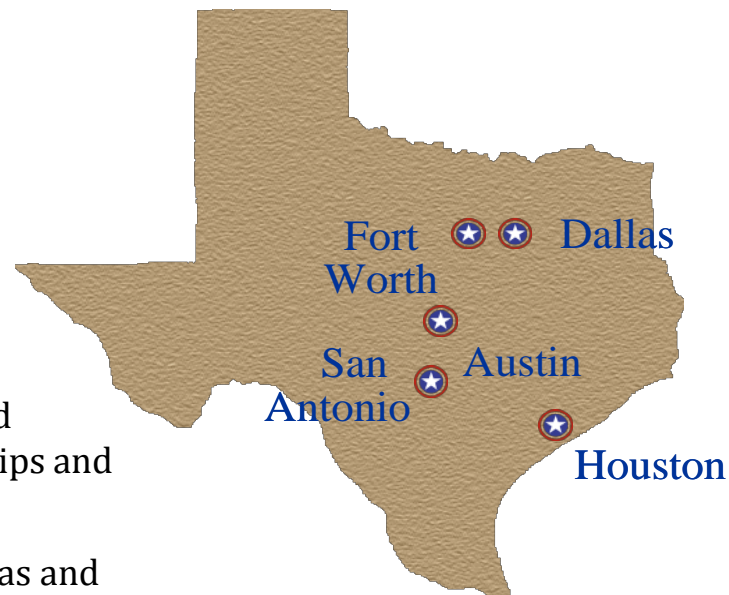 Fort
Worth
Dallas
San
Antonio
Austin
Houston
ips and
as and